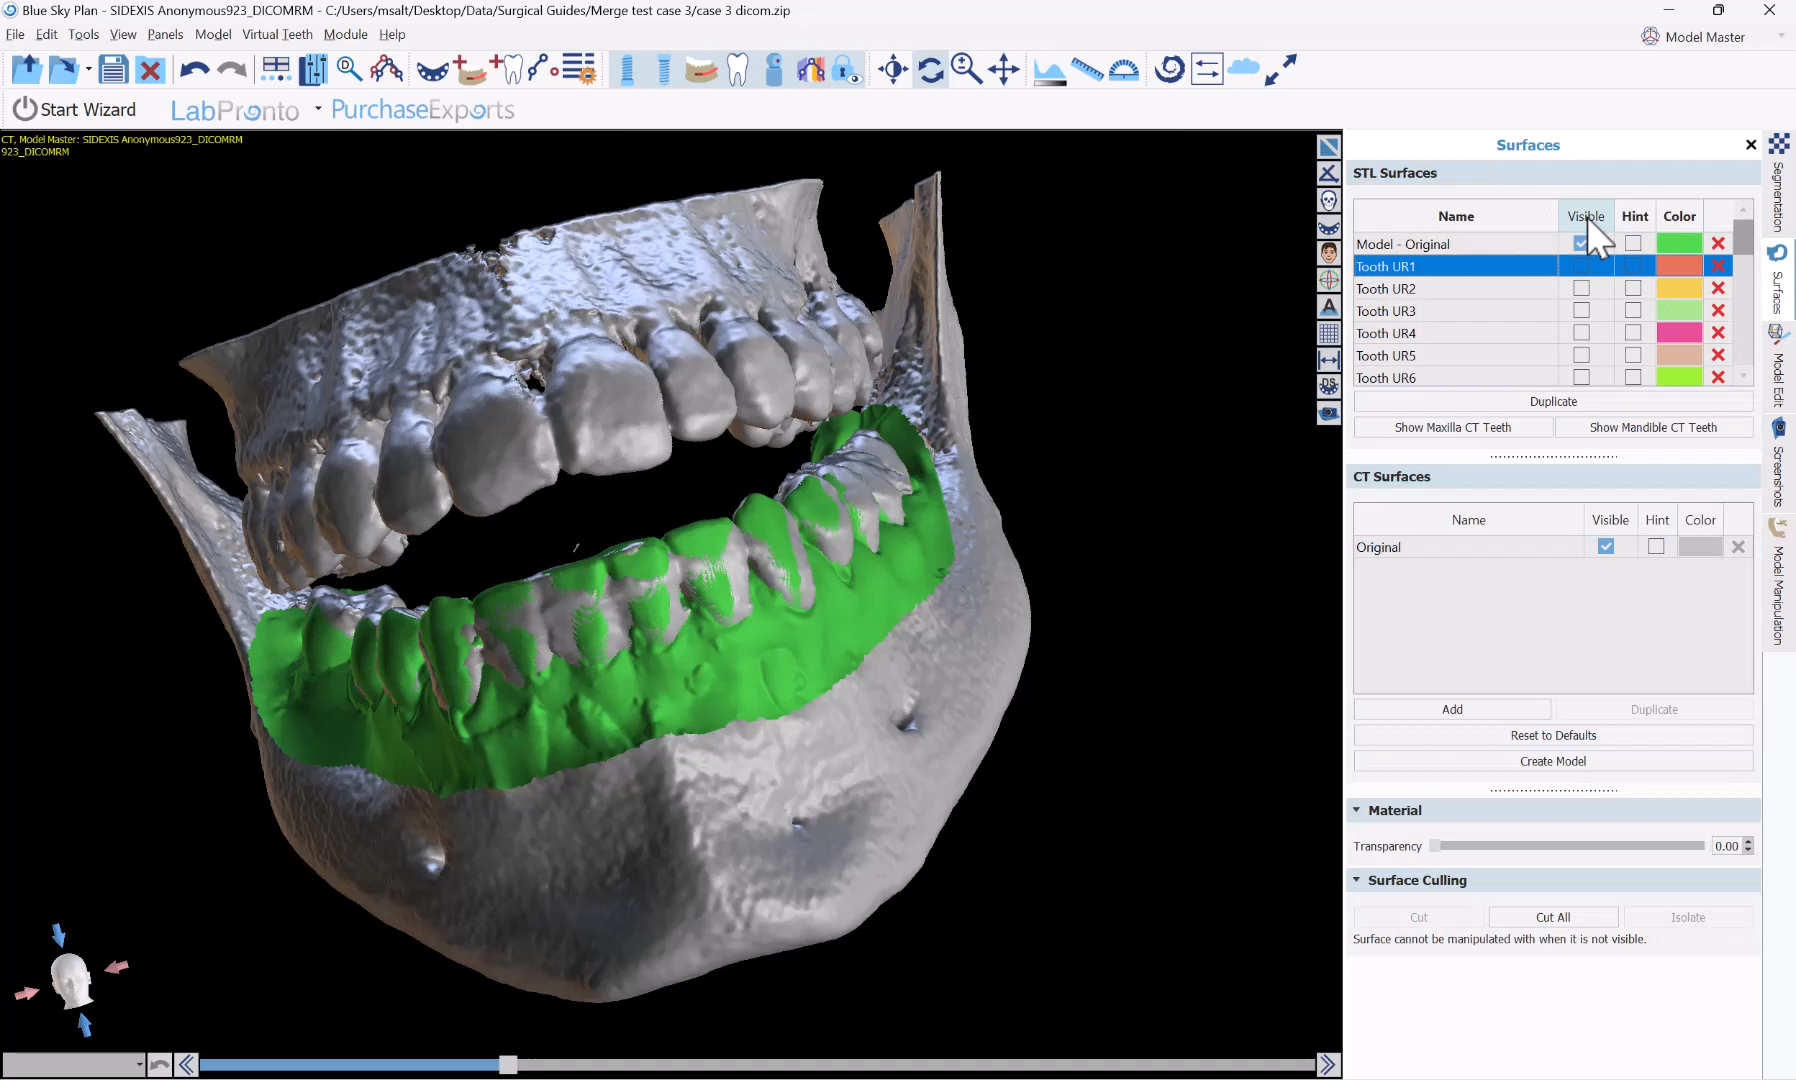 Blue Sky Plan - SIDEXIS Anonymous923_DICOMRM - C:/Users/msalt/Desktop/Data/Surgical Guides/Merge test case 3/case 3 dicom.zip
File Edit Tools View Panels Model Virtual Teeth Module Help
Model Master
Start Wizard LabPronto PurchaseExports
CT, Model Master: SIDEXIS Anonymous923_DICOMRM
923_DICOMRM
Surfaces
STL Surfaces
Name Visible Hint Color
Model - Original
Tooth UR1
Tooth UR2
Tooth UR3
Tooth UR4
Tooth UR5
Tooth UR6
Duplicate
Show Maxilla CT Teeth Show Mandible CT Teeth
CT Surfaces
Name Visible Hint Color
Original
Add Duplicate
Reset to Defaults
Create Model
Material
Transparency 0.00
Surface Culling
Cut Cut All Isolate
Surface cannot be manipulated with when it is not visible.
Segmentation
Surfaces
Model Edit
Screenshots
Model Manipulation
DS